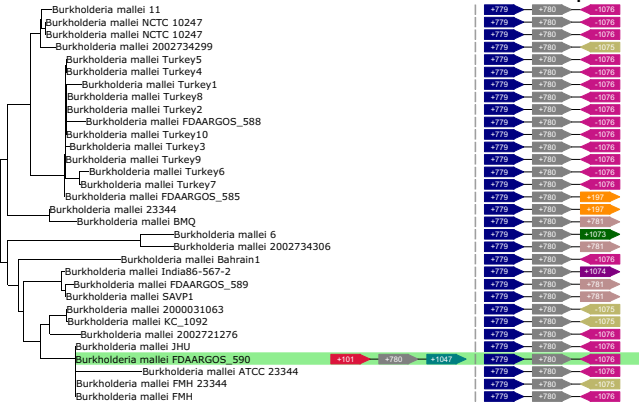 Burkholderia mallei 11 +779 +780 -1076
Burkholderia mallei NCTC 10247 +779 +780 -1076
Burkholderia mallei NCTC 10247 +779 +780 -1076
Burkholderia mallei 2002734299 +779 +780 -1075
Burkholderia mallei Turkey5 +779 +780 -1076
Burkholderia mallei Turkey4 +779 +780 -1076
Burkholderia mallei Turkey1 +779 +780 -1076
Burkholderia mallei Turkey8 +779 +780 -1076
Burkholderia mallei Turkey2 +779 +780 -1076
Burkholderia mallei FDAARGOS_588 +779 +780 -1076
Burkholderia mallei Turkey10 +779 +780 -1076
Burkholderia mallei Turkey3 +779 +780 -1076
Burkholderia mallei Turkey9 +779 +780 -1076
Burkholderia mallei Turkey6 +779 +780 -1076
Burkholderia mallei Turkey7 +779 +780 -1076
Burkholderia mallei FDAARGOS_585 +779 +780 +197
Burkholderia mallei 23344 +779 +780 +197
Burkholderia mallei BMQ +779 +780 +781
Burkholderia mallei 6 +779 +780 +1073
Burkholderia mallei 2002734306 +779 +780 +781
Burkholderia mallei Bahrain1 +779 +780 -1076
Burkholderia mallei India86-567-2 +779 +780 +1074
Burkholderia mallei FDAARGOS_589 +779 +780 +781
Burkholderia mallei SAVP1 +779 +780 +781
Burkholderia mallei 2000031063 +779 +780 -1075
Burkholderia mallei KC_1092 +779 +780 -1075
Burkholderia mallei 2002721276 +779 +780 -1076
Burkholderia mallei JHU +779 +780 -1076
Burkholderia mallei FDAARGOS_590 +101 +780 +1047 +779 +780 -1076
Burkholderia mallei ATCC 23344 +779 +780 -1076
Burkholderia mallei FMH 23344 +779 +780 -1075
Burkholderia mallei FMH +779 +780 -1076